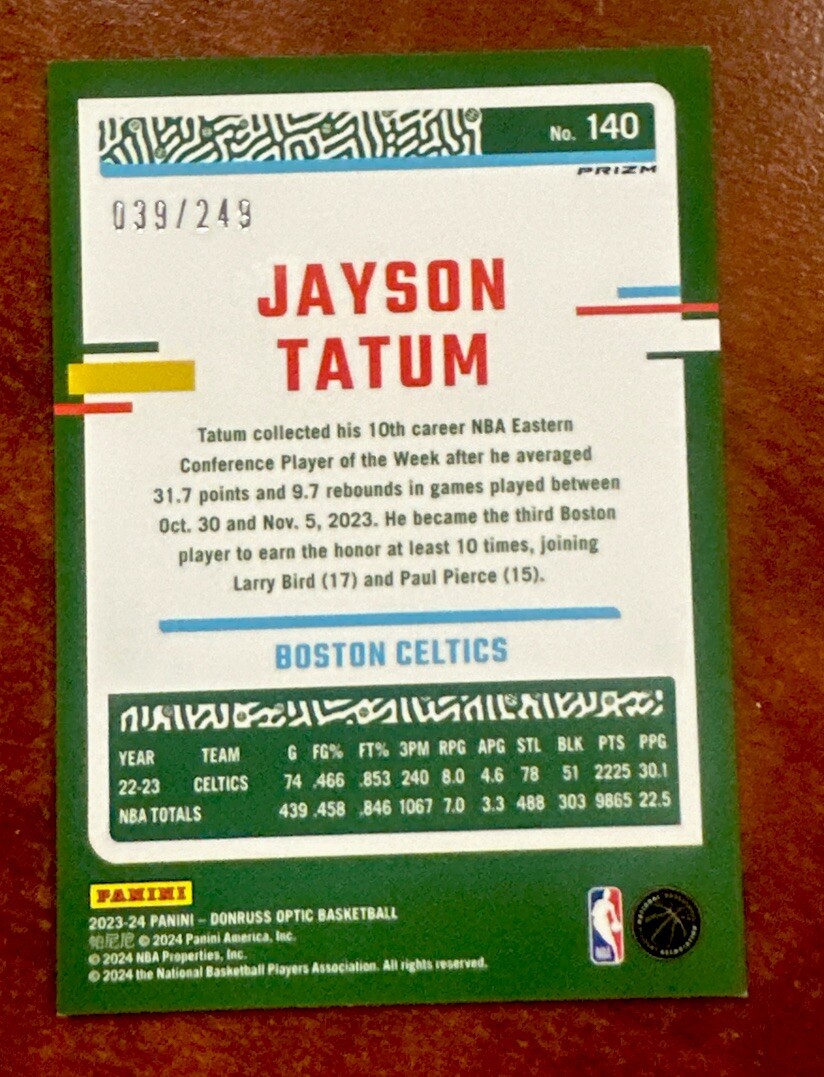 No. 140
PRIZM
039/249
JAYSON
TATUM
Tatum collected his 10th career NBA Eastern
Conference Player of the Week after he averaged
31.7 points and 9.7 rebounds in games played between
Oct. 30 and Nov. 5, 2023. He became the third Boston
player to earn the honor at least 10 times, joining
Larry Bird (17) and Paul Pierce (15).
BOSTON CELTICS
YEAR TEAM G FG% FT% 3PM RPG APG STL BLK PTS PPG
22-23 CELTICS 74 .466 .853 240 8.0 4.6 78 51 2225 30.1
NBA TOTALS 439 .458 .846 1067 7.0 3.3 488 303 9865 22.5
PANINI
2023-24 PANINI – DONRUSS OPTIC BASKETBALL
帕尼尼 © 2024 Panini America, Inc.
© 2024 NBA Properties, Inc.
© 2024 the National Basketball Players Association. All rights reserved.
NBA